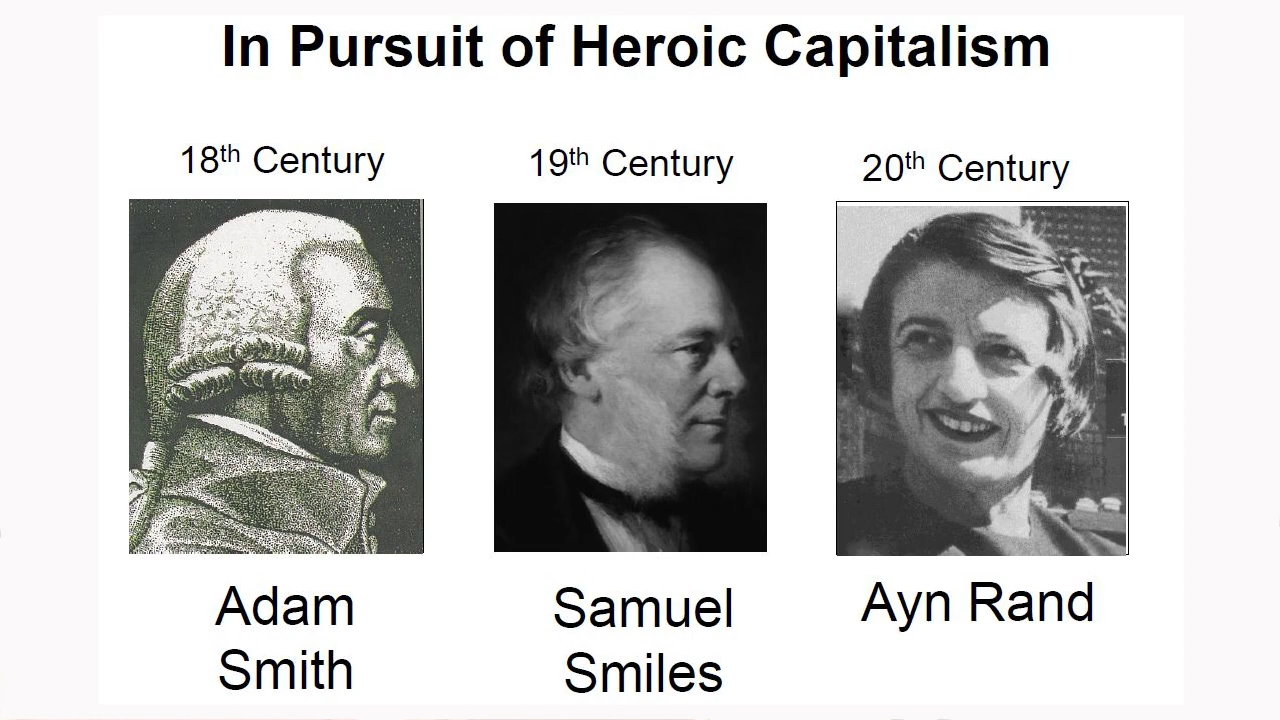 In Pursuit of Heroic Capitalism
18th Century
19th Century
20th Century
Adam
Smith
Samuel
Smiles
Ayn Rand